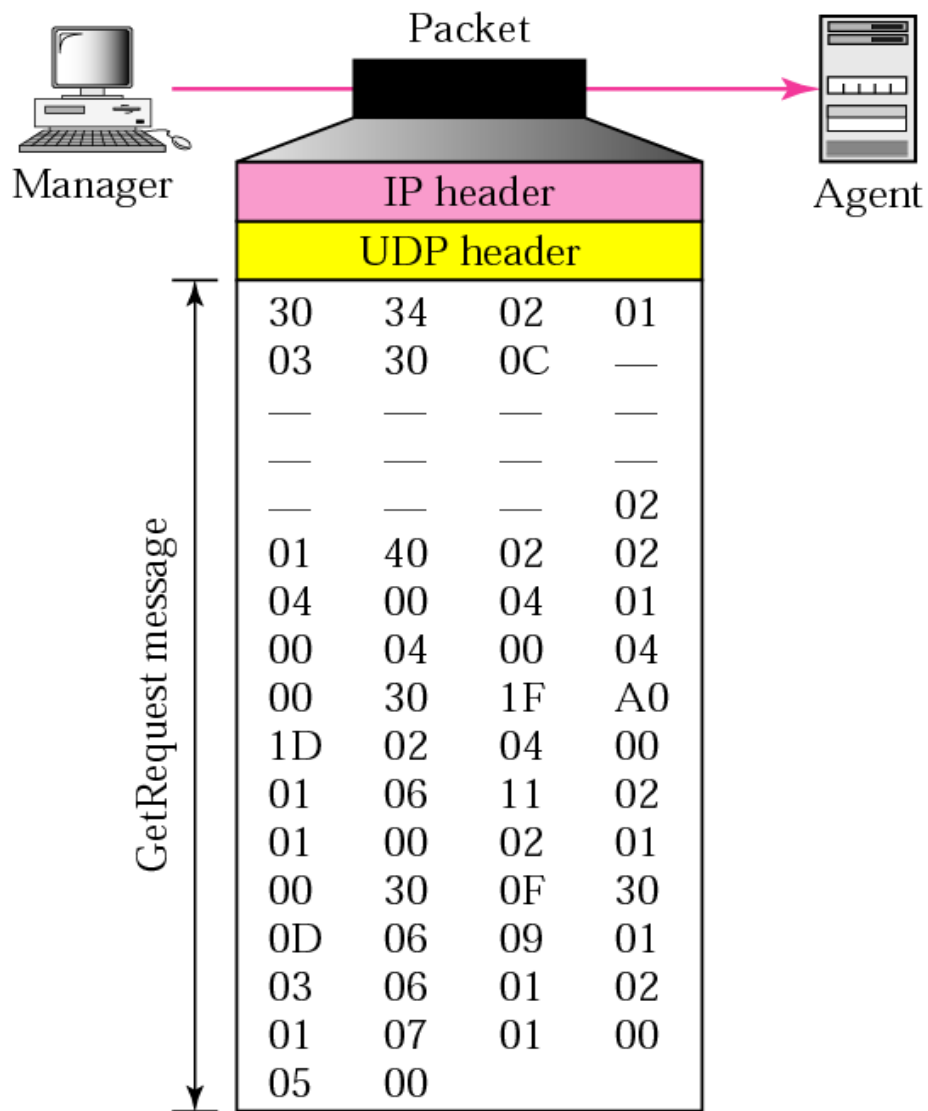 Packet
Manager
Agent
IP header
UDP header
GetRequest message
30 34 02 01
03 30 0C —
— — — —
— — — —
— — — 02
01 40 02 02
04 00 04 01
00 04 00 04
00 30 1F A0
1D 02 04 00
01 06 11 02
01 00 02 01
00 30 0F 30
0D 06 09 01
03 06 01 02
01 07 01 00
05 00